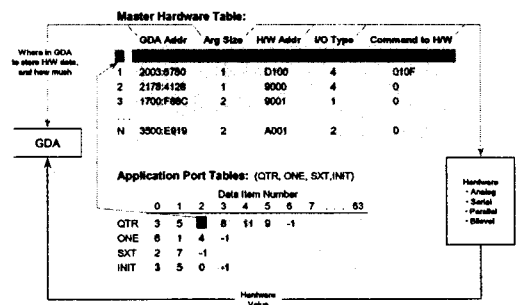 Master Hardware Table:
GDA Addr Arg Size H/W Addr I/O Type Command to H/W
Where in GDA
to store H/W data,
and how much
1 2003:6780 1 D100 4 010F
2 2178:4128 1 9000 4 0
3 1700:F88C 2 9001 1 0
...
N 3500:E919 2 A001 2 0
GDA
Application Port Tables: (QTR, ONE, SXT,INIT)
Data Item Number
0 1 2 3 4 5 6 7 ... 63
QTR 3 5 8 11 9 -1
ONE 6 1 4 -1
SXT 2 7 -1
INIT 3 5 0 -1
Hardware
- Analog
- Serial
- Parallel
- Bilevel
Hardware
Value